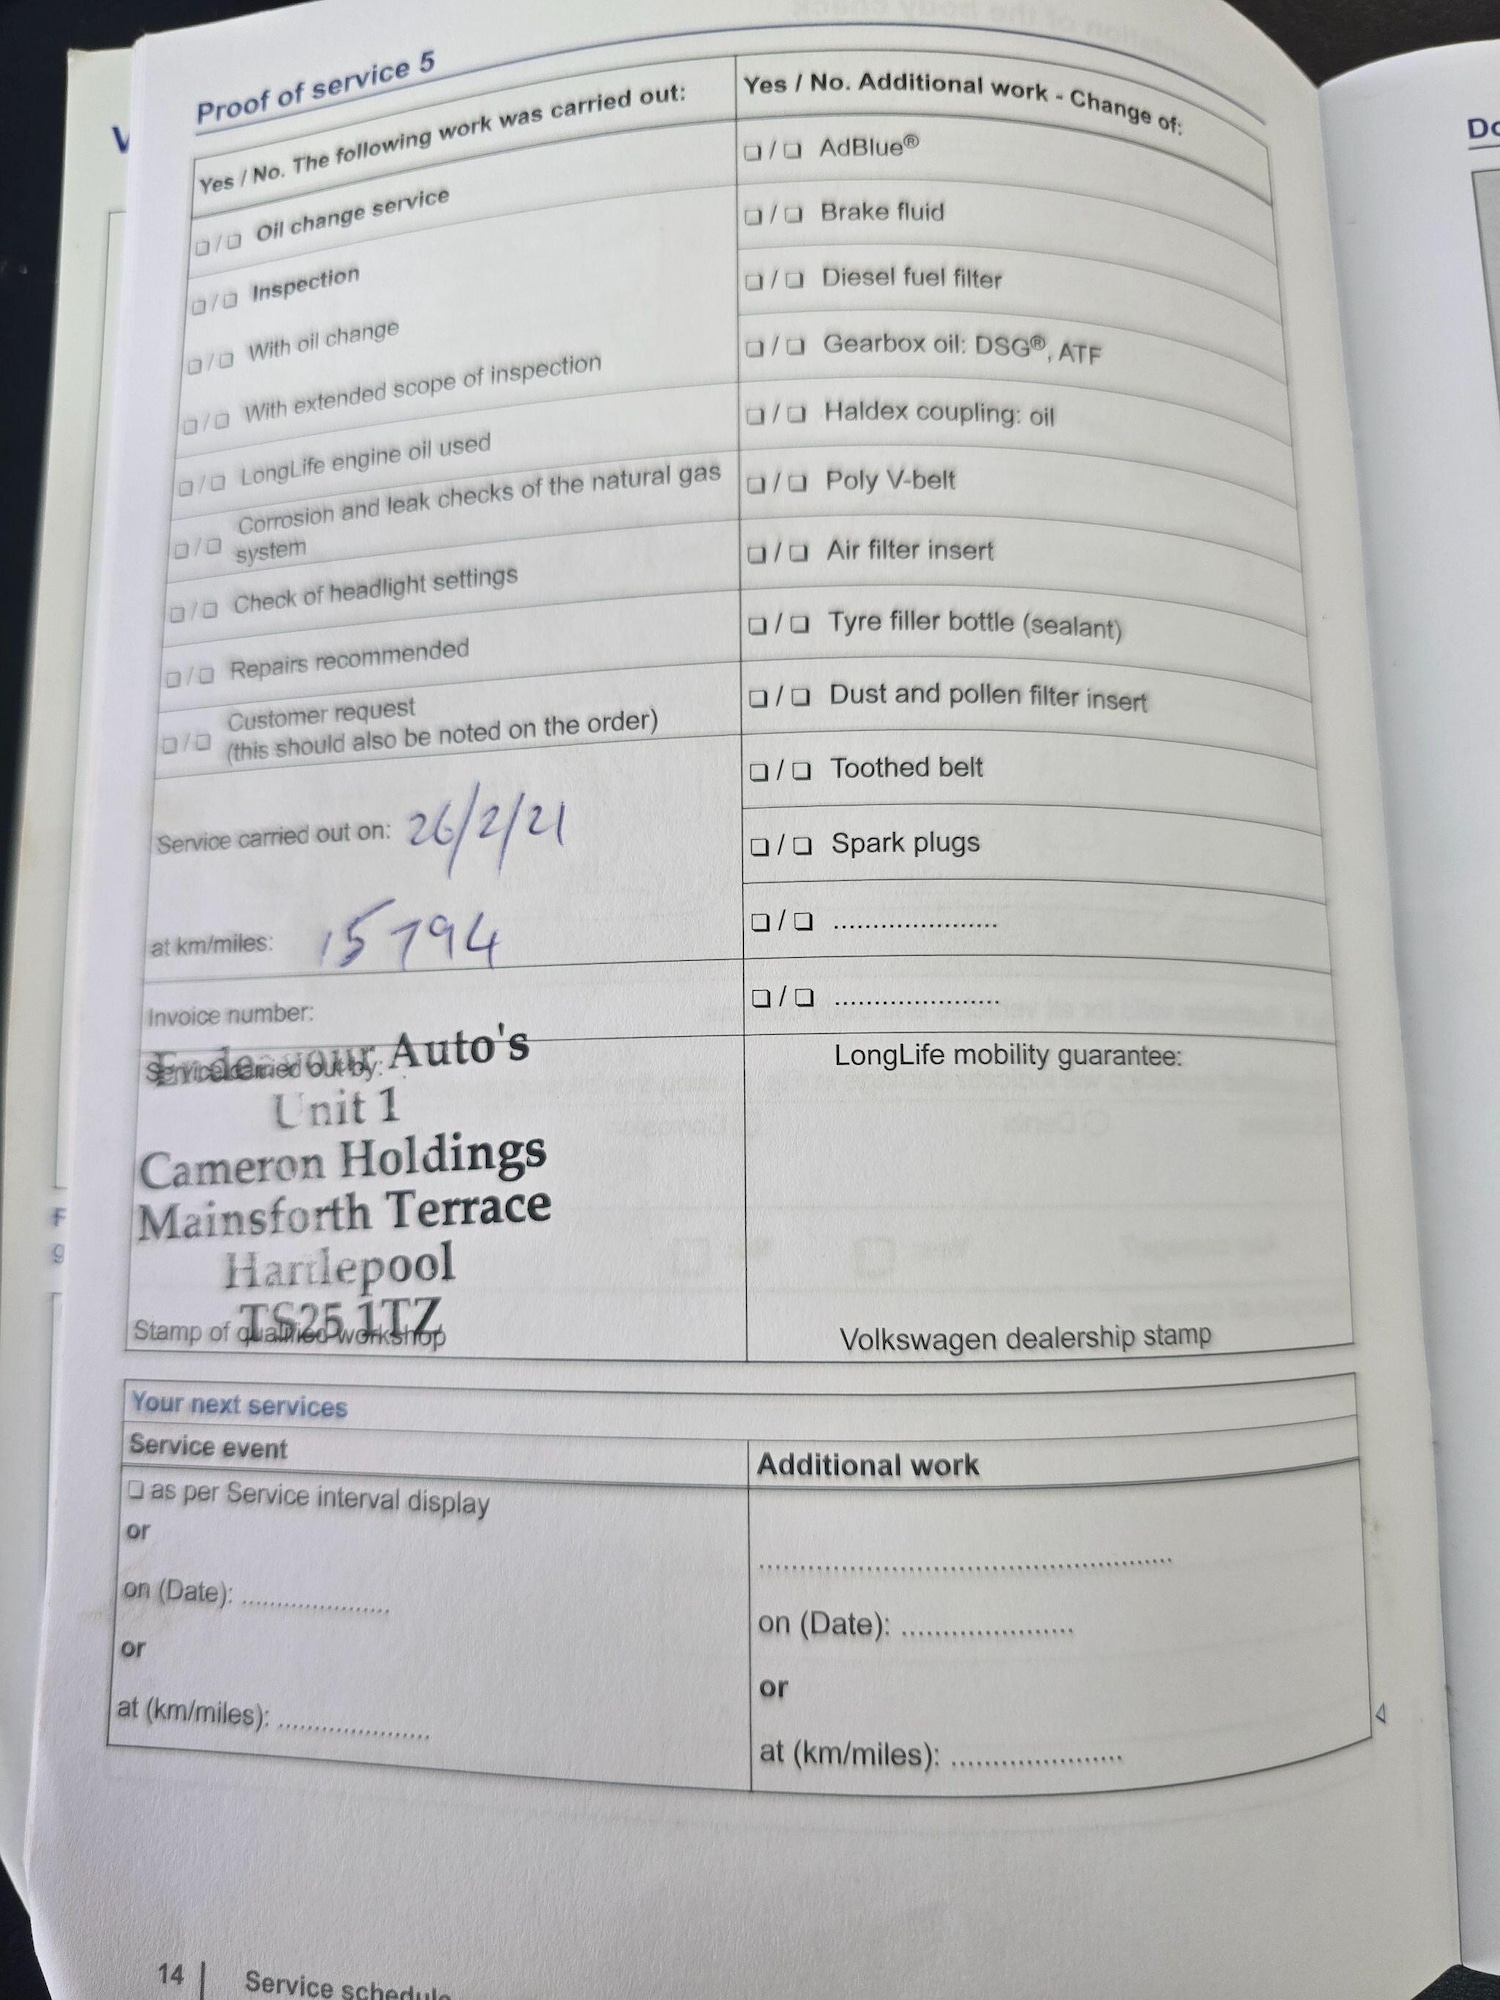 Proof of service 5
Yes / No. The following work was carried out:
❑ / ❑ Oil change service
❑ / ❑ Inspection
❑ / ❑ With oil change
❑ / ❑ With extended scope of inspection
❑ / ❑ LongLife engine oil used
❑ / ❑ Corrosion and leak checks of the natural gas
system
❑ / ❑ Check of headlight settings
❑ / ❑ Repairs recommended
❑ / ❑ Customer request
(this should also be noted on the order)
Service carried out on: 26/2/21
at km/miles: 15794
Invoice number:
Service carried out by:
Endeavour Auto's
Unit 1
Cameron Holdings
Mainsforth Terrace
Hartlepool
TS25 1TZ
Stamp of qualified workshop
Yes / No. Additional work - Change of:
❑ / ❑ AdBlue®
❑ / ❑ Brake fluid
❑ / ❑ Diesel fuel filter
❑ / ❑ Gearbox oil: DSG®, ATF
❑ / ❑ Haldex coupling: oil
❑ / ❑ Poly V-belt
❑ / ❑ Air filter insert
❑ / ❑ Tyre filler bottle (sealant)
❑ / ❑ Dust and pollen filter insert
❑ / ❑ Toothed belt
❑ / ❑ Spark plugs
❑ / ❑ .....................
❑ / ❑ .....................
LongLife mobility guarantee:
Volkswagen dealership stamp
Your next services
Service event
❑ as per Service interval display
or
on (Date): ....................
or
at (km/miles): ....................
Additional work
..................................................
on (Date): .....................
or
at (km/miles): .....................
14 | Service schedule